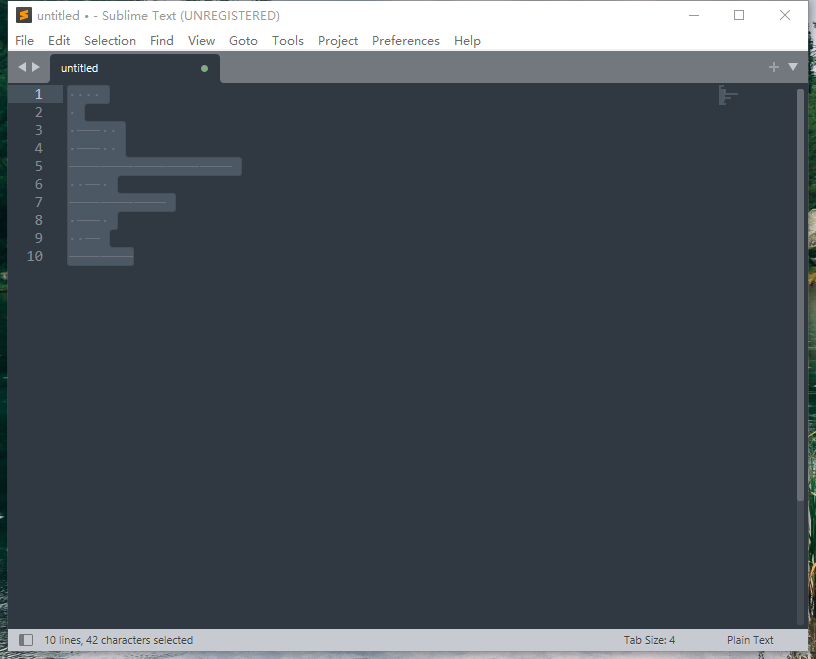 untitled • - Sublime Text (UNREGISTERED)
File Edit Selection Find View Goto Tools Project Preferences Help
untitled
1
2
3
4
5
6
7
8
9
10
10 lines, 42 characters selected
Tab Size: 4
Plain Text